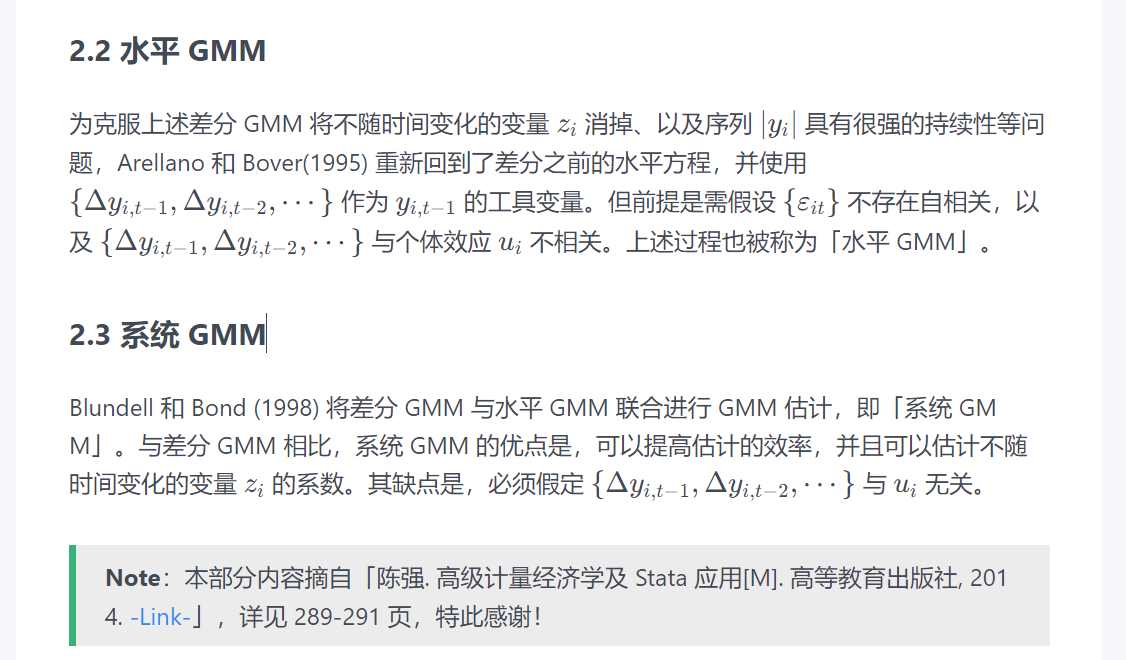 2.2 水平 GMM
为克服上述差分 GMM 将不随时间变化的变量 $z_i$ 消掉、以及序列 $|y_i|$ 具有很强的持续性等问
题，Arellano 和 Bover(1995) 重新回到了差分之前的水平方程，并使用
$\{\Delta y_{i,t-1}, \Delta y_{i,t-2}, \cdots\}$ 作为 $y_{i,t-1}$ 的工具变量。但前提是需假设 $\{\varepsilon_{it}\}$ 不存在自相关，以
及 $\{\Delta y_{i,t-1}, \Delta y_{i,t-2}, \cdots\}$ 与个体效应 $u_i$ 不相关。上述过程也被称为「水平 GMM」。
2.3 系统 GMM
Blundell 和 Bond (1998) 将差分 GMM 与水平 GMM 联合进行 GMM 估计，即「系统 GM
M」。与差分 GMM 相比，系统 GMM 的优点是，可以提高估计的效率，并且可以估计不随
时间变化的变量 $z_i$ 的系数。其缺点是，必须假定 $\{\Delta y_{i,t-1}, \Delta y_{i,t-2}, \cdots\}$ 与 $u_i$ 无关。
Note：本部分内容摘自「陈强. 高级计量经济学及 Stata 应用[M]. 高等教育出版社, 201
4. -Link-」，详见 289-291 页，特此感谢！